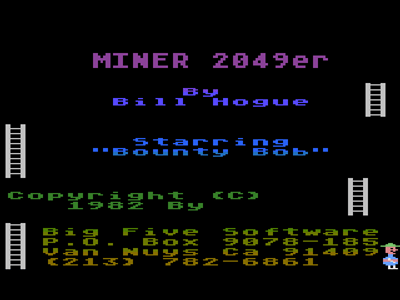 MINER 2049er
By
Bill Hogue
Starring
"Bounty Bob"
Copyright (C)
1982 By
Big Five Software
P.O. Box 9078-185
Van Nuys Ca 91409
(213) 782-6861